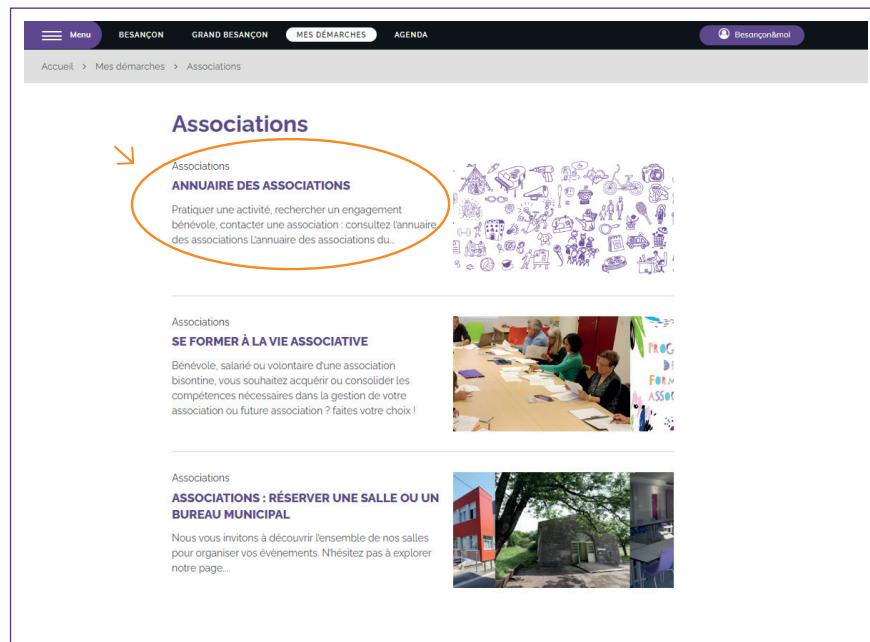 Menu BESANÇON GRAND BESANÇON MES DÉMARCHES AGENDA Besançon&moi
Accueil > Mes démarches > Associations
Associations
Associations
ANNUAIRE DES ASSOCIATIONS
Pratiquer une activité, rechercher un engagement
bénévole, contacter une association : consultez l'annuaire
des associations L'annuaire des associations du...
Associations
SE FORMER À LA VIE ASSOCIATIVE
Bénévole, salarié ou volontaire d'une association
bisontine, vous souhaitez acquérir ou consolider les
compétences nécessaires dans la gestion de votre
association ou future association ? faites votre choix !
PROG
D
FORM
ASSOC
Associations
ASSOCIATIONS : RÉSERVER UNE SALLE OU UN
BUREAU MUNICIPAL
Nous vous invitons à découvrir l'ensemble de nos salles
pour organiser vos évènements. N'hésitez pas à explorer
notre page....